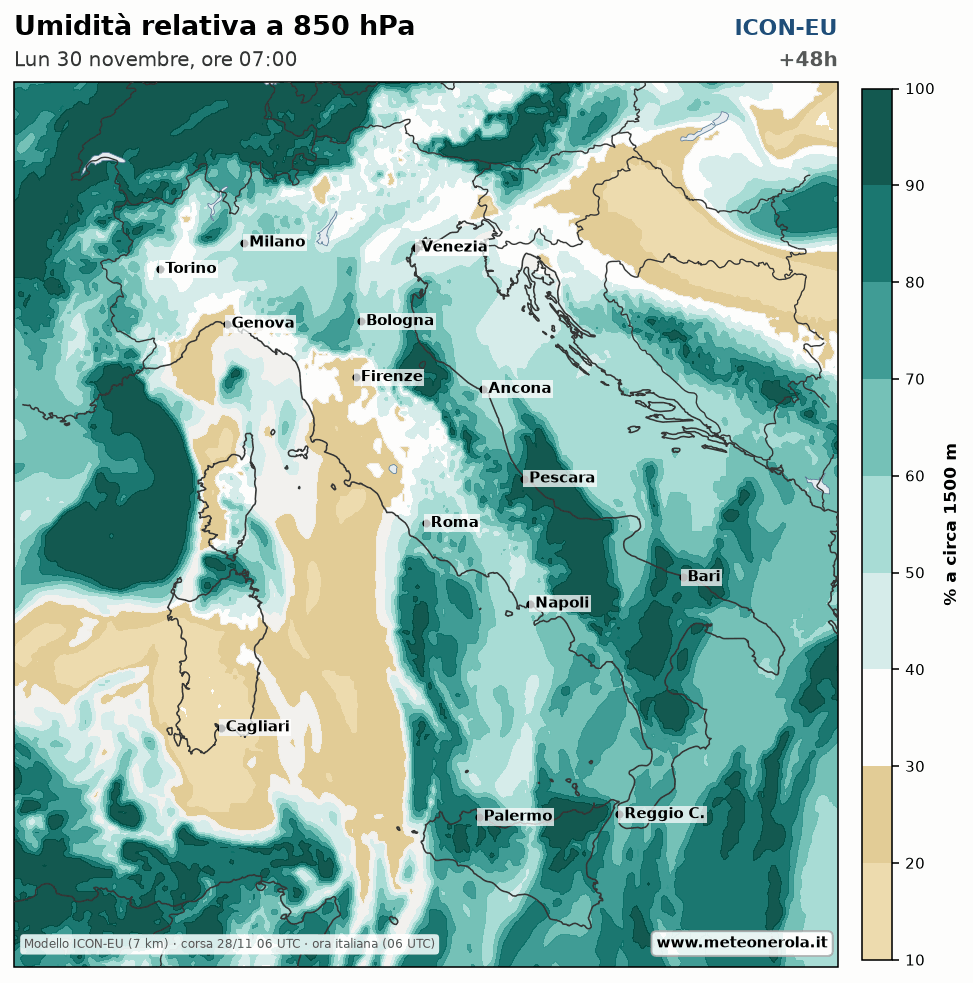 Umidità relativa a 850 hPa
ICON-EU
Lun 30 novembre, ore 07:00
+48h
Milano
Venezia
Torino
Genova
Bologna
Firenze
Ancona
Pescara
Roma
Bari
Napoli
Cagliari
Palermo
Reggio C.
Modello ICON-EU (7 km) · corsa 28/11 06 UTC · ora italiana (06 UTC)
www.meteonerola.it
100
90
80
70
60
50
40
30
20
10
% a circa 1500 m